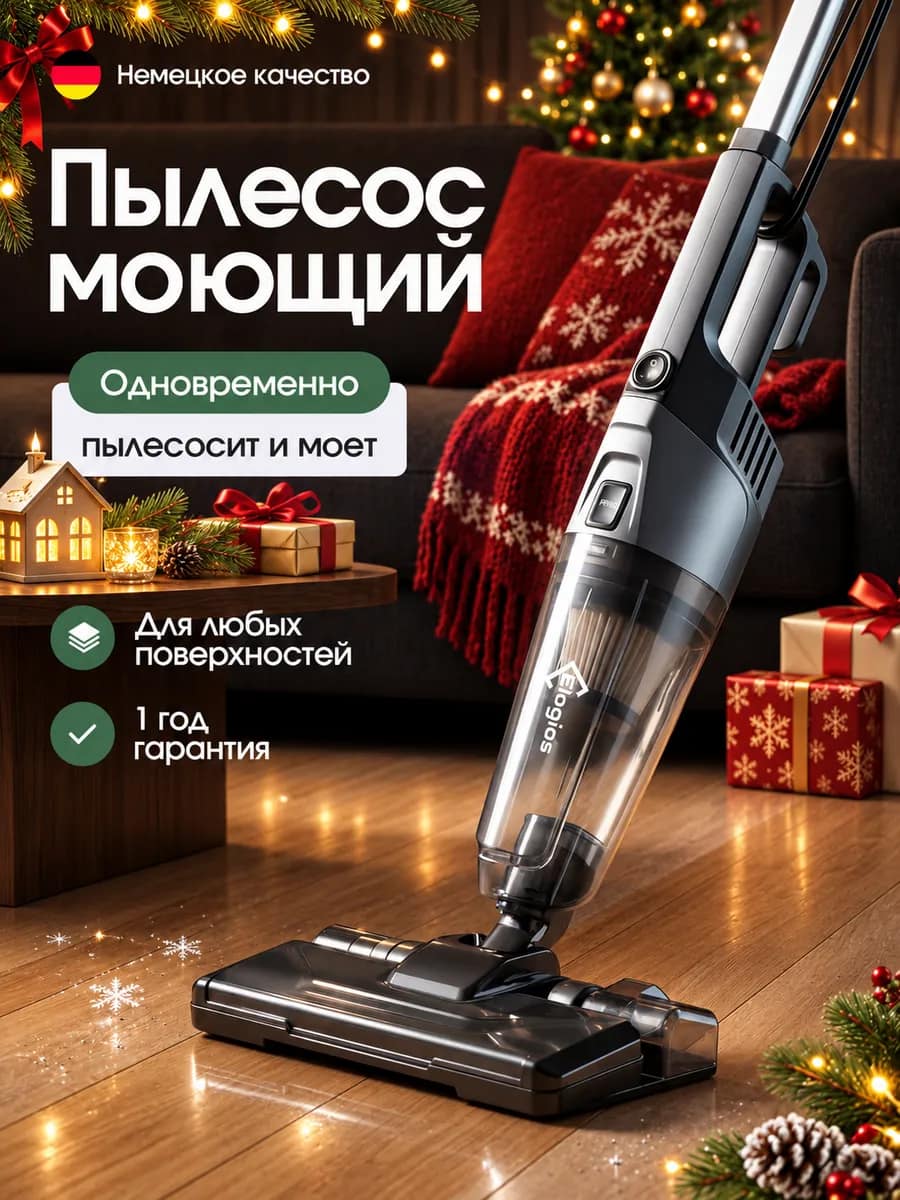 Немецкое качество
Пылесос
моющий
Одновременно
пылесосит и моет
Для любых
поверхностей
1 год
гарантия
Elogios